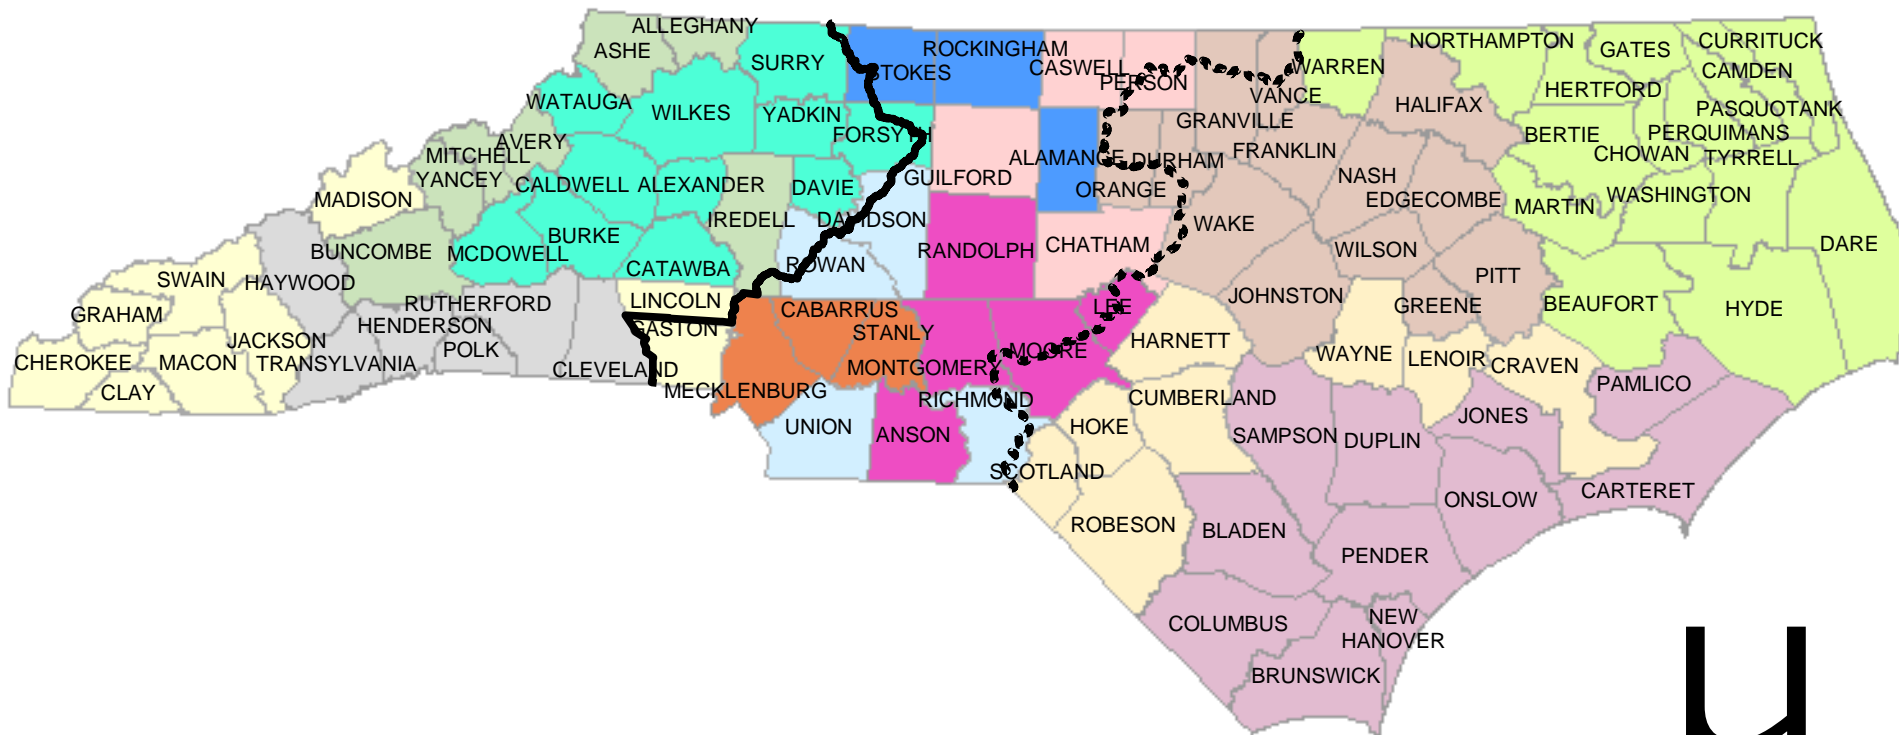 ALLEGHANY
ASHE
SURRY
STOKES
ROCKINGHAM
CASWELL
PERSON
VANCE
WARREN
NORTHAMPTON
GATES
CURRITUCK
CAMDEN
HERTFORD
PASQUOTANK
HALIFAX
WATAUGA
WILKES
YADKIN
FORSYTH
GRANVILLE
FRANKLIN
BERTIE
PERQUIMANS
CHOWAN
TYRRELL
AVERY
MITCHELL
YANCEY
CALDWELL
ALEXANDER
DAVIE
GUILFORD
ALAMANCE
DURHAM
ORANGE
NASH
EDGECOMBE
MARTIN
WASHINGTON
MADISON
IREDELL
DAVIDSON
RANDOLPH
CHATHAM
WAKE
WILSON
PITT
DARE
BUNCOMBE
MCDOWELL
BURKE
CATAWBA
ROWAN
SWAIN
HAYWOOD
RUTHERFORD
LINCOLN
CABARRUS
STANLY
LEE
JOHNSTON
GREENE
BEAUFORT
HYDE
GRAHAM
HENDERSON
GASTON
JACKSON
POLK
CHEROKEE
MACON
TRANSYLVANIA
CLEVELAND
MONTGOMERY
MOORE
HARNETT
WAYNE
LENOIR
CRAVEN
CLAY
MECKLENBURG
RICHMOND
CUMBERLAND
PAMLICO
UNION
ANSON
HOKE
SAMPSON
DUPLIN
JONES
SCOTLAND
ONSLOW
CARTERET
ROBESON
BLADEN
PENDER
COLUMBUS
NEW
HANOVER
BRUNSWICK